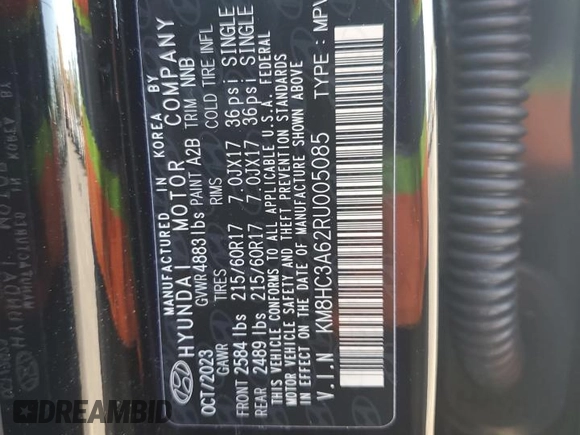 MANUFACTURED IN KOREA BY
HYUNDAI MOTOR COMPANY
OCT/2023 GVWR 4883 lbs PAINT A2B TRIM NNB
GAWR TIRES RIMS COLD TIRE INFL
FRONT 2584 lbs 215/60R17 7.0JX17 36psi SINGLE
REAR 2489 lbs 215/60R17 7.0JX17 36psi SINGLE
THIS VEHICLE CONFORMS TO ALL APPLICABLE U.S.A. FEDERAL
MOTOR VEHICLE SAFETY AND THEFT PREVENTION STANDARDS
IN EFFECT ON THE DATE OF MANUFACTURE SHOWN ABOVE
V.I.N : KM8HC3A62RU005085 TYPE : MPV
DREAMBID